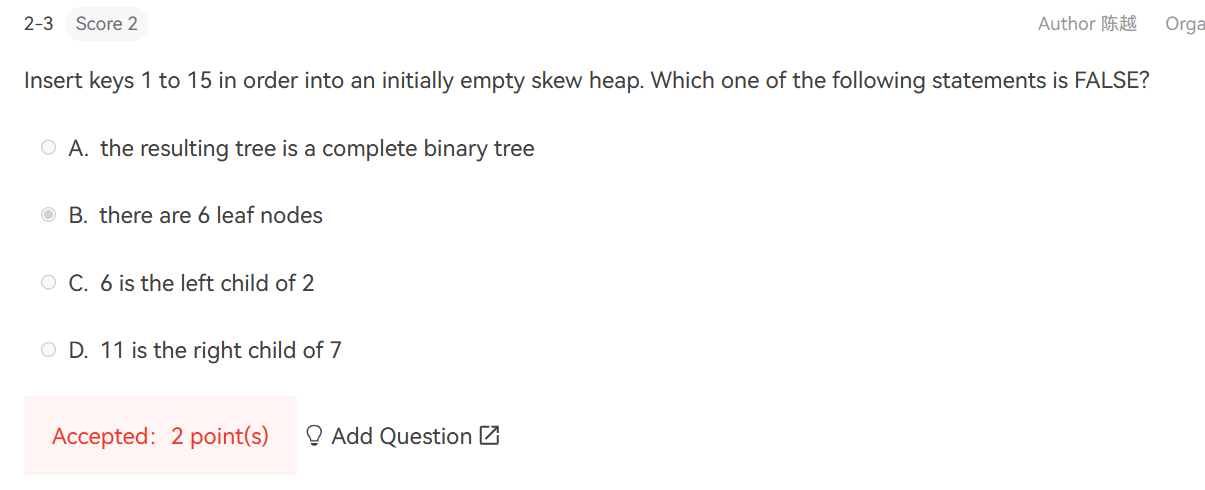 2-3 Score 2 Author 陈越 Orga
Insert keys 1 to 15 in order into an initially empty skew heap. Which one of the following statements is FALSE?
A. the resulting tree is a complete binary tree
B. there are 6 leaf nodes
C. 6 is the left child of 2
D. 11 is the right child of 7
Accepted: 2 point(s) Add Question